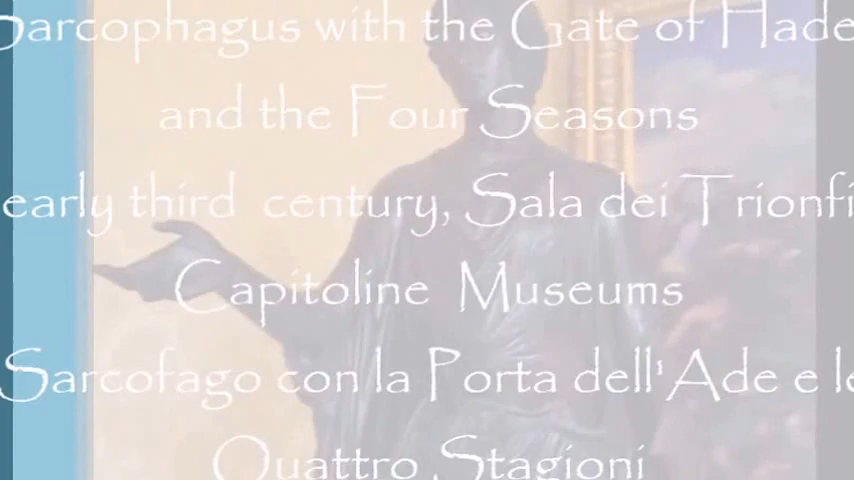 Sarcophagus with the Gate of Hade
and the Four Seasons
early third century, Sala dei Trionfi
Capitoline Museums
Sarcofago con la Porta dell'Ade e le
Quattro Stagioni